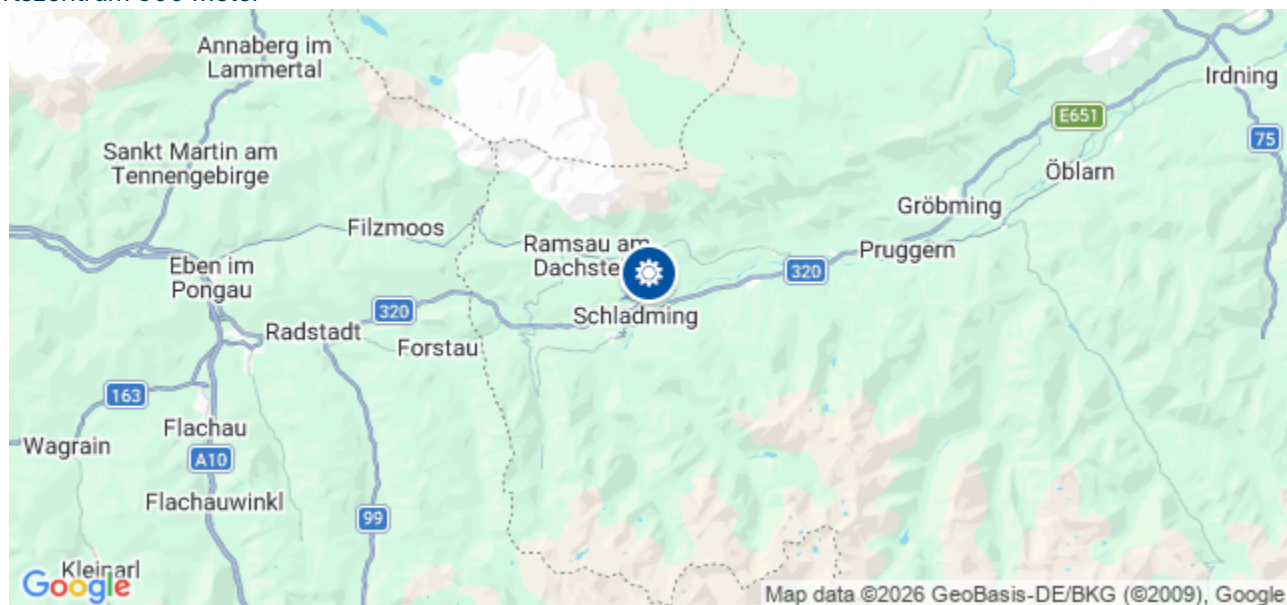 Annaberg im
Lammertal
Irdning
E651
75
Sankt Martin am
Tennengebirge
Öblarn
Gröbming
Filzmoos
Ramsau am
Dachste
Pruggern
Eben im
Pongau
320
320
Schladming
Radstadt
Forstau
163
Flachau
Wagrain
A10
Flachauwinkl
99
Kleinarl
Google
Map data ©2026 GeoBasis-DE/BKG (©2009), Google